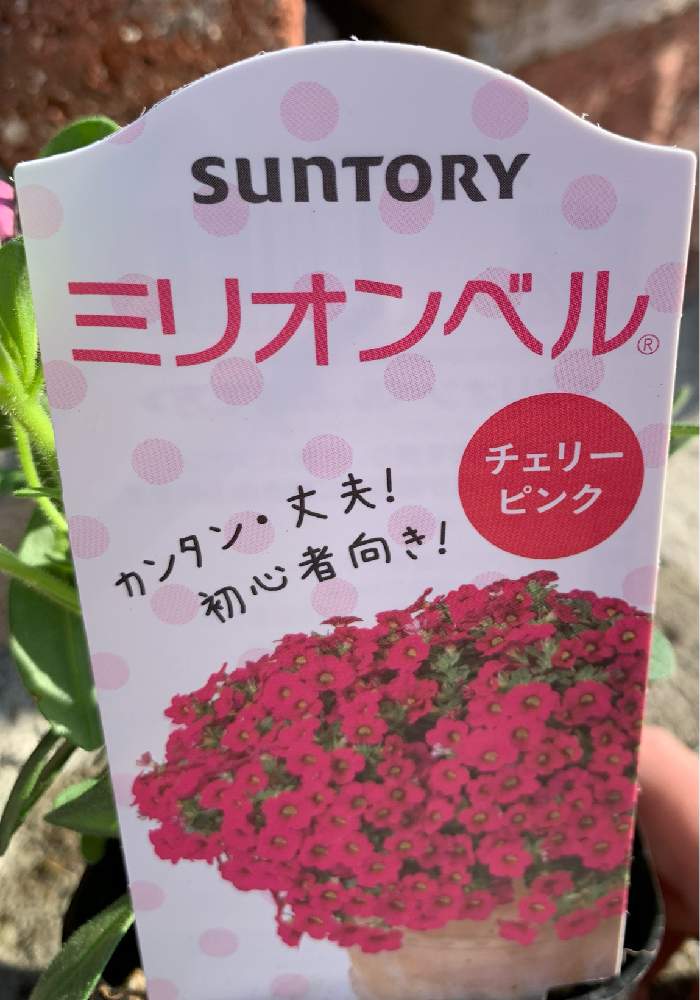 SUNTORY
ミリオンベル®
チェリー
ピンク
カンタン・丈夫!
初心者向き!